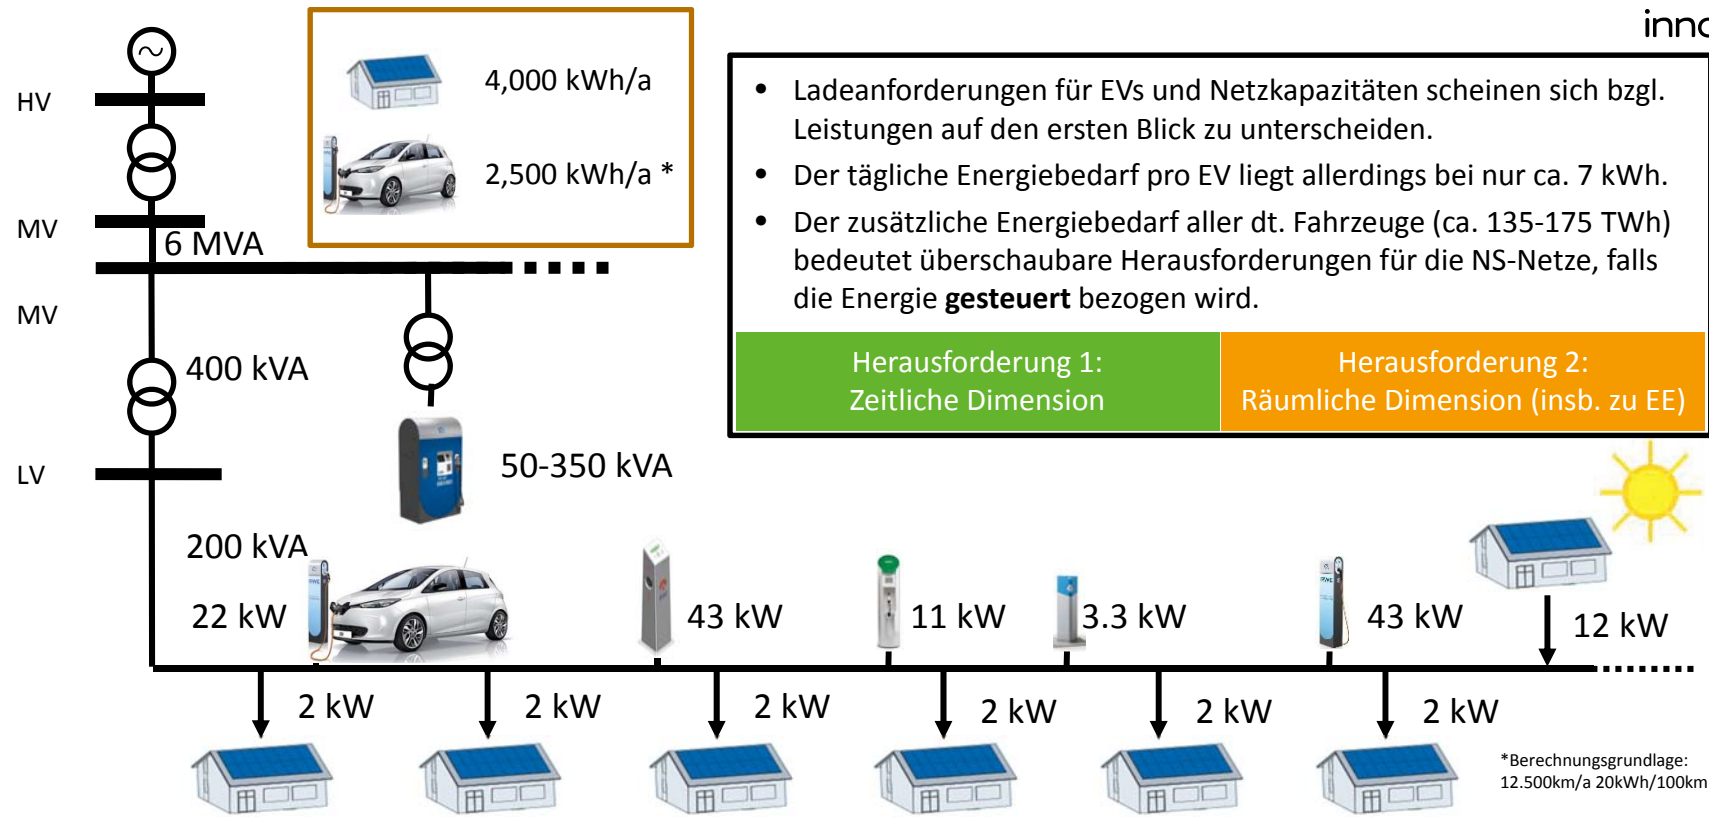 inno
HV
4,000 kWh/a
2,500 kWh/a *
MV
6 MVA
MV
400 kVA
50-350 kVA
LV
200 kVA
• Ladeanforderungen für EVs und Netzkapazitäten scheinen sich bzgl.
Leistungen auf den ersten Blick zu unterscheiden.
• Der tägliche Energiebedarf pro EV liegt allerdings bei nur ca. 7 kWh.
• Der zusätzliche Energiebedarf aller dt. Fahrzeuge (ca. 135-175 TWh)
bedeutet überschaubare Herausforderungen für die NS-Netze, falls
die Energie gesteuert bezogen wird.
Herausforderung 1:
Zeitliche Dimension
Herausforderung 2:
Räumliche Dimension (insb. zu EE)
22 kW
43 kW
11 kW
3.3 kW
43 kW
12 kW
2 kW
2 kW
2 kW
2 kW
2 kW
2 kW
*Berechnungsgrundlage:
12.500km/a 20kWh/100km